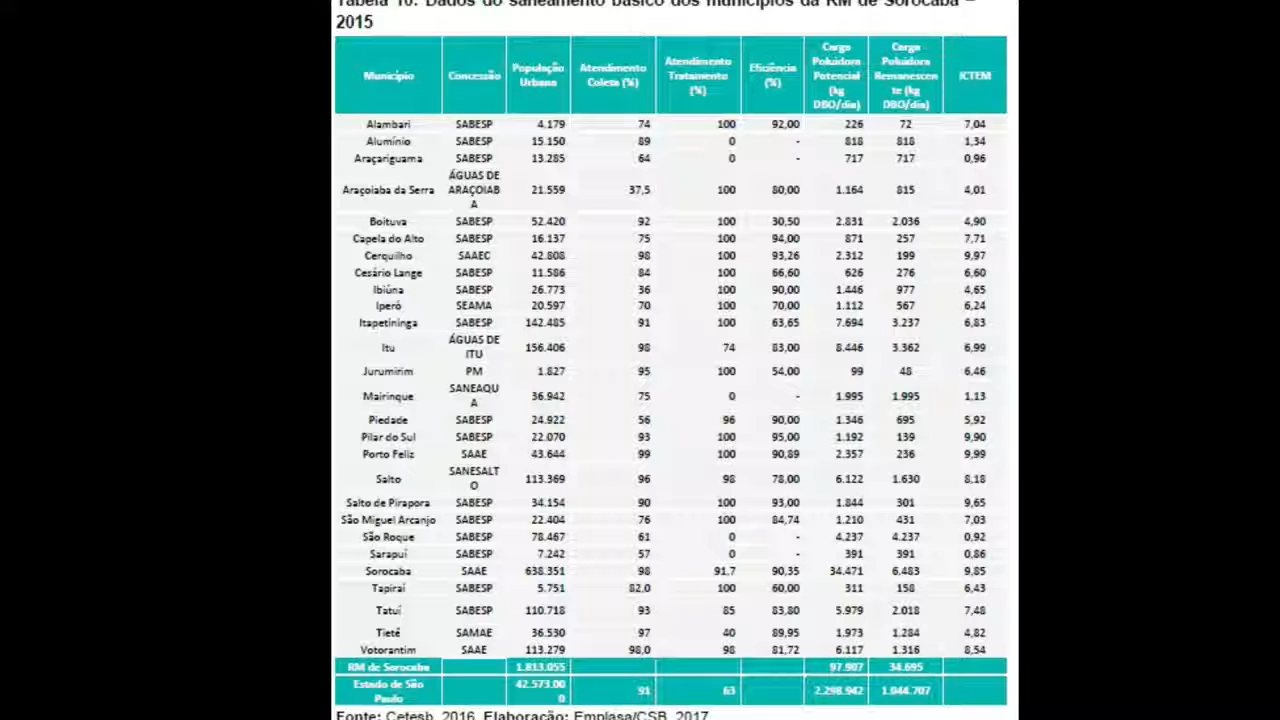 Tabela 10. Dados do saneamento básico dos municípios da RM de Sorocaba –
2015
Município Concessão População Urbana Atendimento Coleta (%) Atendimento Tratamento (%) Eficiência (%) Carga Poluidora Potencial (kg DBO/dia) Carga Poluidora Remanescente (kg DBO/dia) ICTEM
Alambari SABESP 4.179 74 100 92,00 226 72 7,04
Alumínio SABESP 15.150 89 0 - 818 818 1,34
Araçariguama SABESP 13.285 64 0 - 717 717 0,96
Araçoiaba da Serra ÁGUAS DE ARAÇOIABA 21.559 37,5 100 80,00 1.164 815 4,01
Boituva SABESP 52.420 92 100 30,50 2.831 2.036 4,90
Capela do Alto SABESP 16.137 75 100 94,00 871 257 7,71
Cerquilho SAAEC 42.808 98 100 93,26 2.312 199 9,97
Cesário Lange SABESP 11.586 84 100 66,60 626 276 6,60
Ibiúna SABESP 26.773 36 100 90,00 1.446 977 4,65
Iperó SEAMA 20.597 70 100 70,00 1.112 567 6,24
Itapetininga SABESP 142.485 91 100 63,65 7.694 3.237 6,83
Itu ÁGUAS DE ITU 156.406 98 74 83,00 8.446 3.362 6,99
Jurumirim PM 1.827 95 100 54,00 99 48 6,46
Mairinque SANEAQUA 36.942 75 0 - 1.995 1.995 1,13
Piedade SABESP 24.922 56 96 90,00 1.346 695 5,92
Pilar do Sul SABESP 22.070 93 100 95,00 1.192 139 9,90
Porto Feliz SAAE 43.644 99 100 90,89 2.357 236 9,99
Salto SANESALTO 113.369 96 98 78,00 6.122 1.630 8,18
Salto de Pirapora SABESP 34.154 90 100 93,00 1.844 301 9,65
São Miguel Arcanjo SABESP 22.404 76 100 84,74 1.210 431 7,03
São Roque SABESP 78.467 61 0 - 4.237 4.237 0,92
Sarapuí SABESP 7.242 57 0 - 391 391 0,86
Sorocaba SAAE 638.351 98 91,7 90,35 34.471 6.483 9,85
Tapiraí SABESP 5.751 82,0 100 60,00 311 158 6,43
Tatuí SABESP 110.718 93 85 83,80 5.979 2.018 7,48
Tietê SAMAE 36.530 97 40 89,95 1.973 1.284 4,82
Votorantim SAAE 113.279 98,0 98 81,72 6.117 1.316 8,54
RM de Sorocaba 1.813.055 97.907 34.695
Estado de São Paulo 42.573.000 91 63 2.298.942 1.044.707
Fonte: Cetesb, 2016. Elaboração: Emplasa/CSB, 2017.